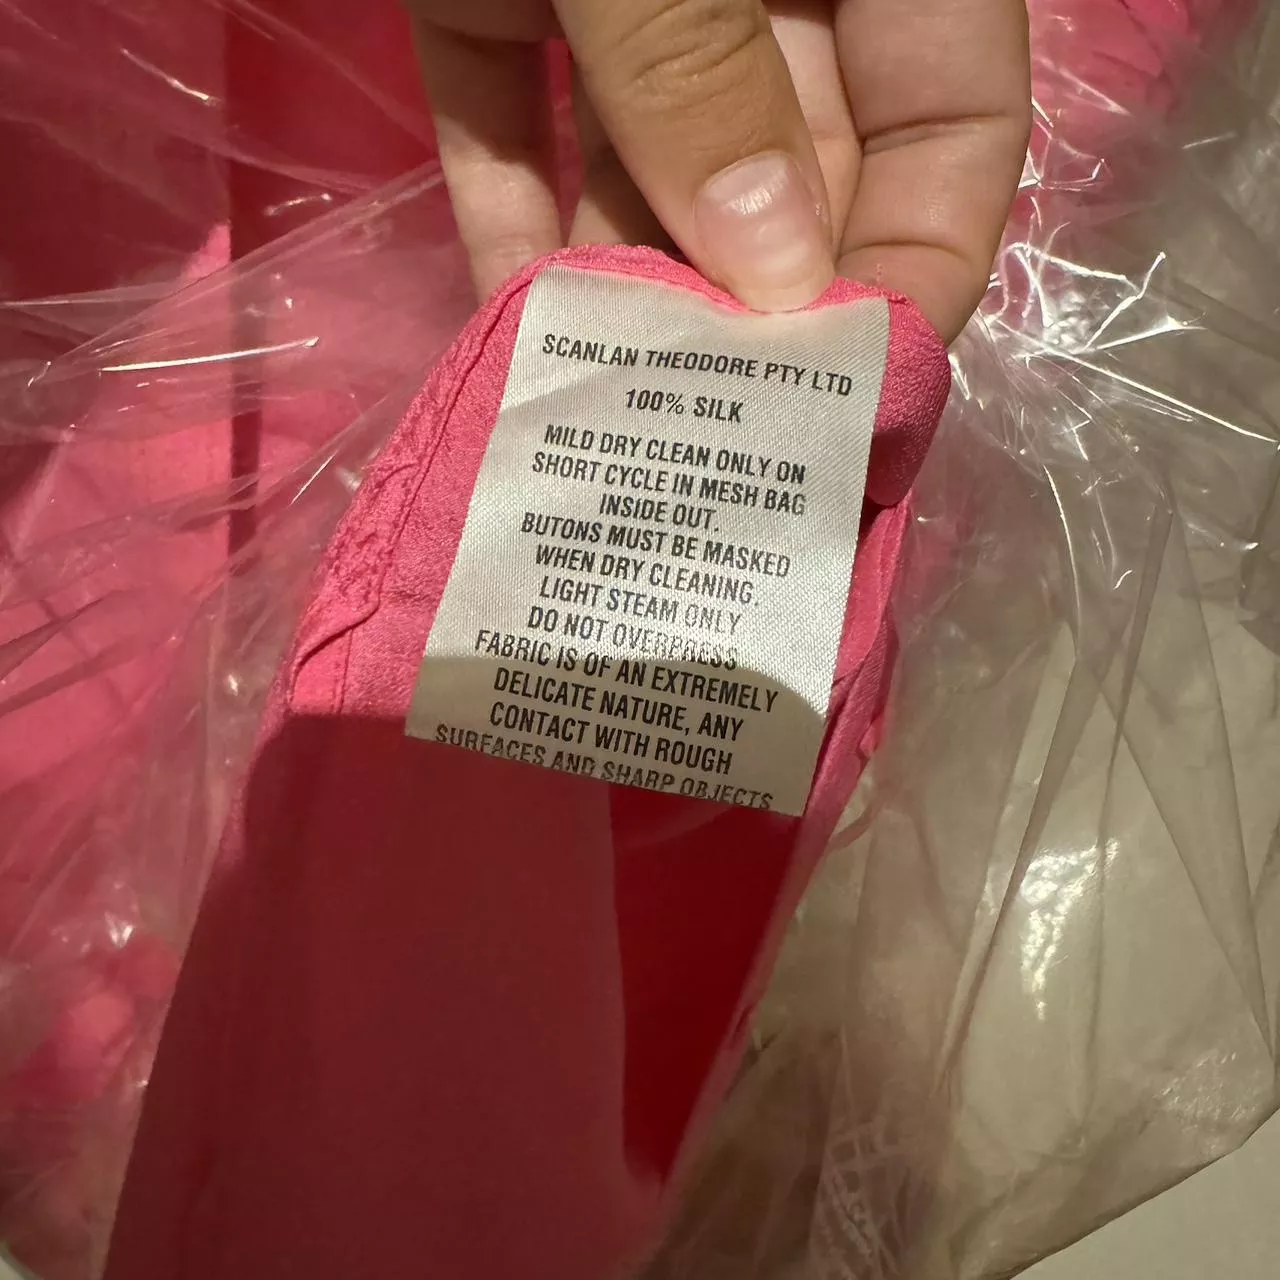 SCANLAN THEODORE PTY LTD
100% SILK
MILD DRY CLEAN ONLY ON
SHORT CYCLE IN MESH BAG
INSIDE OUT.
BUTONS MUST BE MASKED
WHEN DRY CLEANING.
LIGHT STEAM ONLY
DO NOT OVERPRESS
FABRIC IS OF AN EXTREMELY
DELICATE NATURE, ANY
CONTACT WITH ROUGH
SURFACES AND SHARP OBJECTS